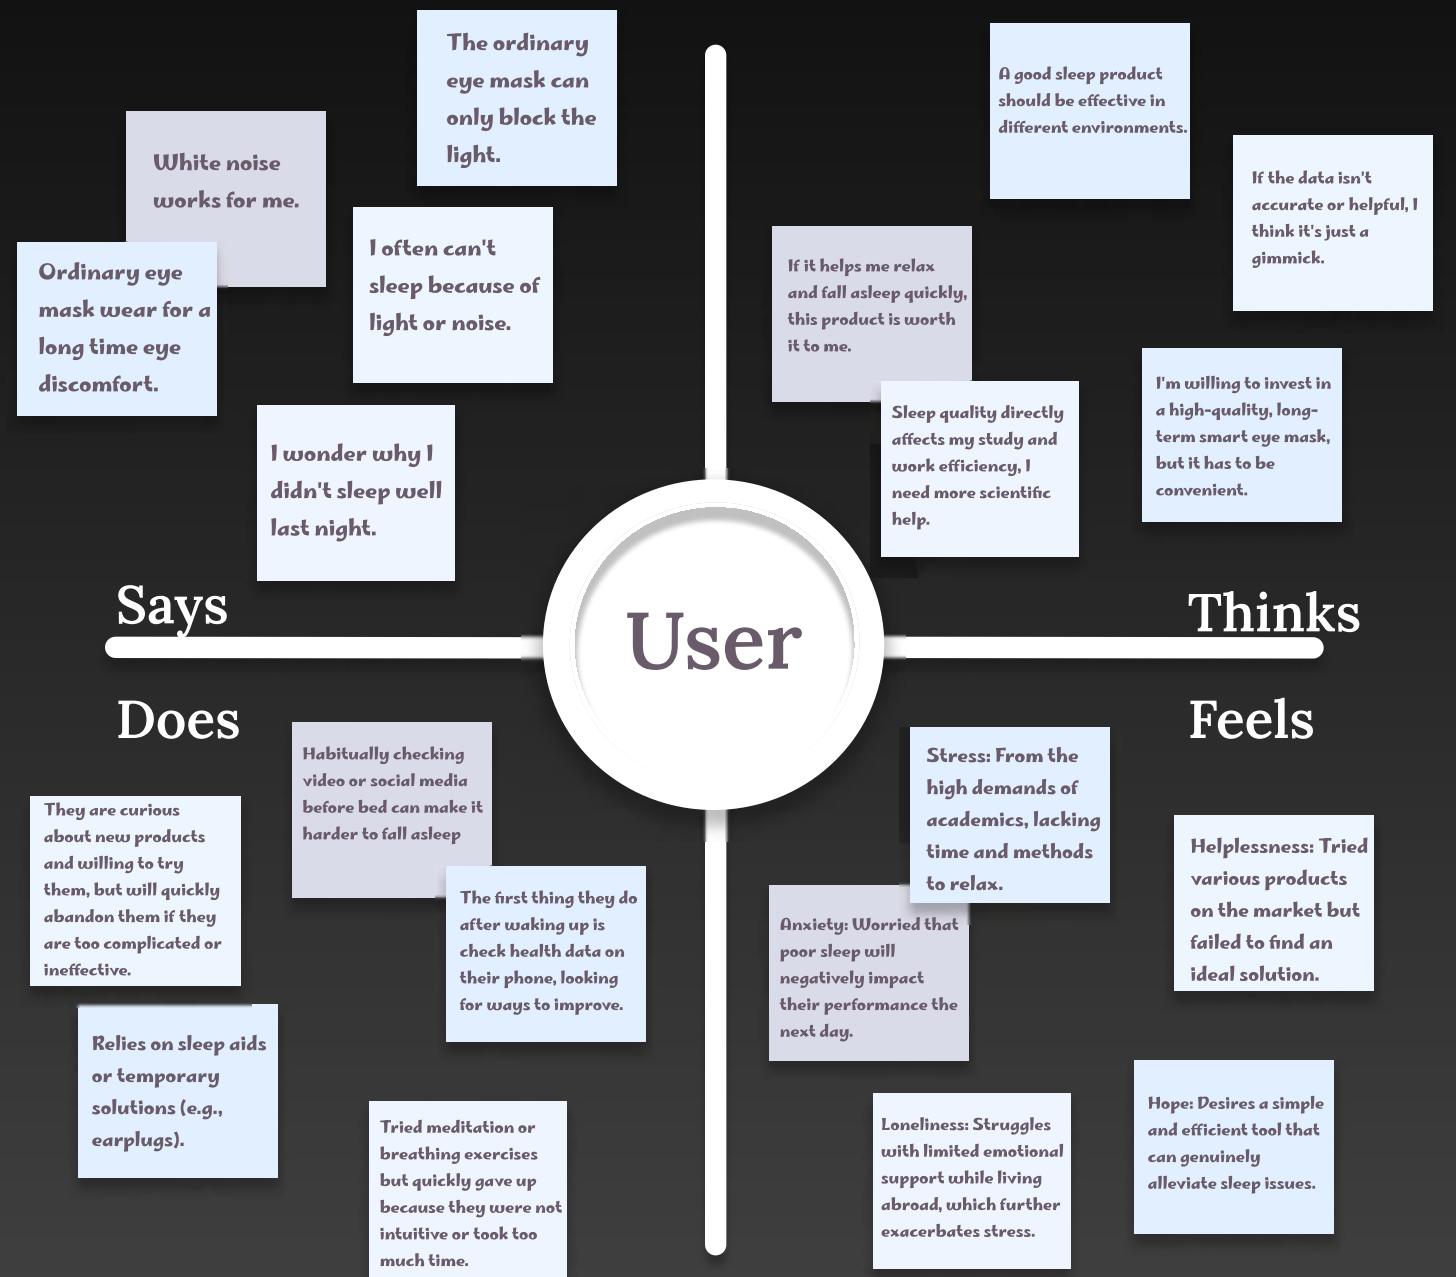 The ordinary
eye mask can
only block the
light.
White noise
works for me.
I often can't
sleep because of
light or noise.
Ordinary eye
mask wear for a
long time eye
discomfort.
I wonder why I
didn't sleep well
last night.
Says
A good sleep product
should be effective in
different environments.
If the data isn't
accurate or helpful, I
think it's just a
gimmick.
If it helps me relax
and fall asleep quickly,
this product is worth
it to me.
Sleep quality directly
affects my study and
work efficiency, I
need more scientific
help.
I'm willing to invest in
a high-quality, long-
term smart eye mask,
but it has to be
convenient.
Thinks
User
Does
Habitually checking
video or social media
before bed can make it
harder to fall asleep
They are curious
about new products
and willing to try
them, but will quickly
abandon them if they
are too complicated or
ineffective.
The first thing they do
after waking up is
check health data on
their phone, looking
for ways to improve.
Relies on sleep aids
or temporary
solutions (e.g.,
earplugs).
Tried meditation or
breathing exercises
but quickly gave up
because they were not
intuitive or took too
much time.
Feels
Stress: From the
high demands of
academics, lacking
time and methods
to relax.
Helplessness: Tried
various products
on the market but
failed to find an
ideal solution.
Anxiety: Worried that
poor sleep will
negatively impact
their performance the
next day.
Loneliness: Struggles
with limited emotional
support while living
abroad, which further
exacerbates stress.
Hope: Desires a simple
and efficient tool that
can genuinely
alleviate sleep issues.